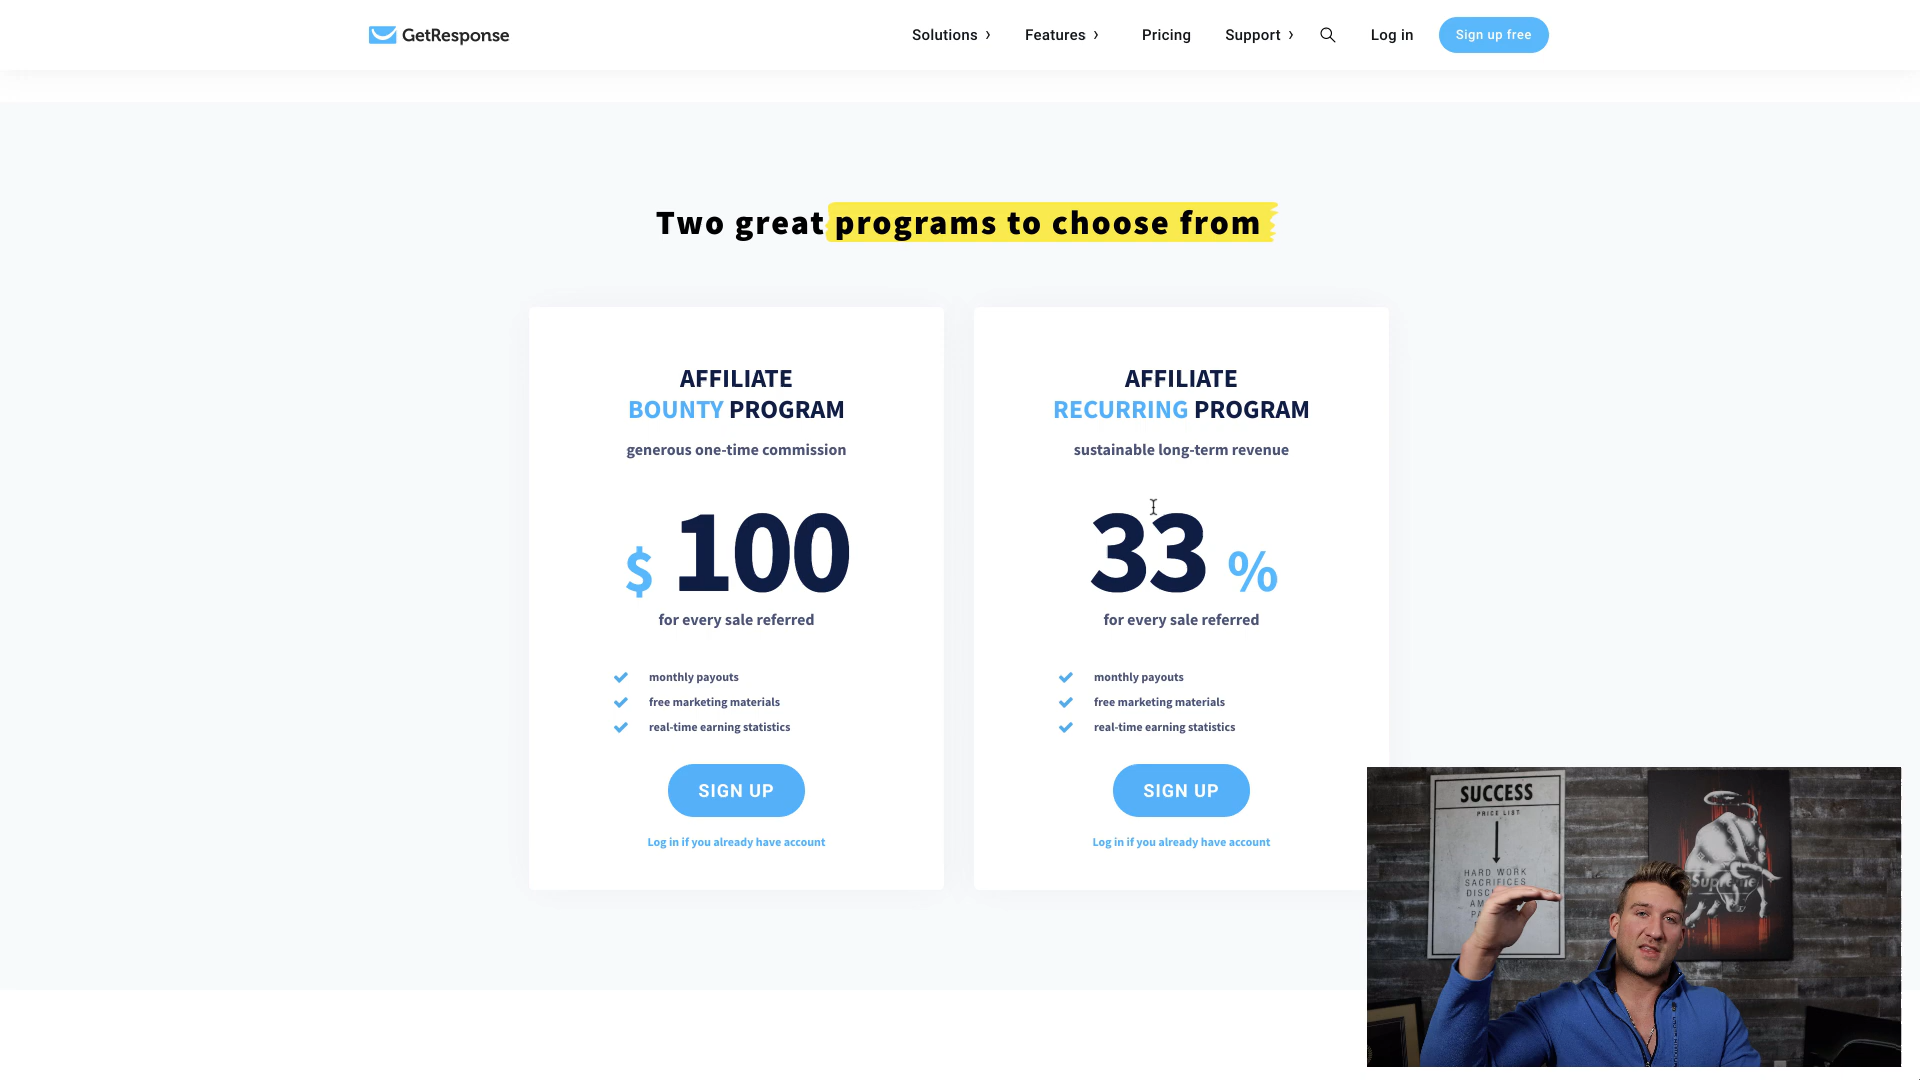 GetResponse
Solutions
Features
Pricing
Support
Log in
Sign up free
Two great programs to choose from
AFFILIATE
BOUNTY PROGRAM
generous one-time commission
$ 100
for every sale referred
monthly payouts
free marketing materials
real-time earning statistics
SIGN UP
Log in if you already have account
AFFILIATE
RECURRING PROGRAM
sustainable long-term revenue
33 %
for every sale referred
monthly payouts
free marketing materials
real-time earning statistics
SIGN UP
Log in if you already have account
SUCCESS
PRICE LIST
HARD WORK
SACRIFICES
Supreme